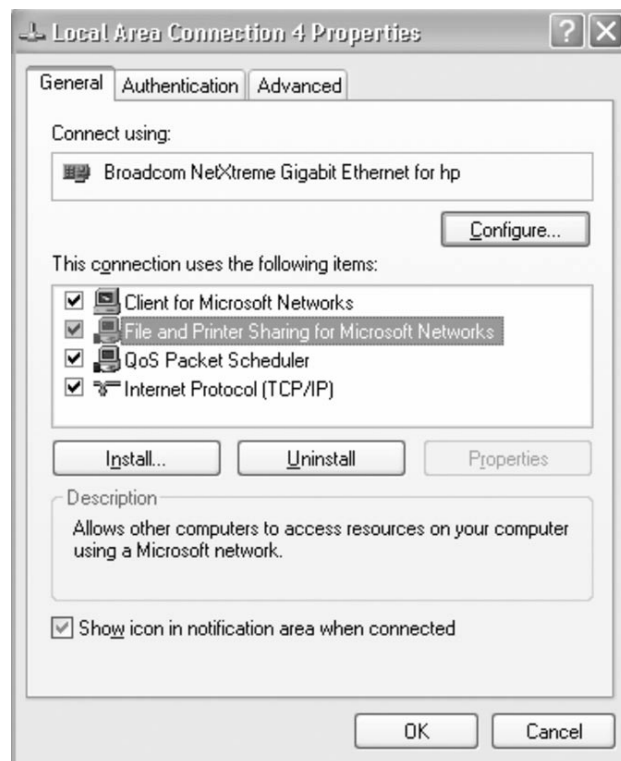 Local Area Connection 4 Properties
General Authentication Advanced
Connect using:
Broadcom NetXtreme Gigabit Ethernet for hp
Configure...
This connection uses the following items:
Client for Microsoft Networks
File and Printer Sharing for Microsoft Networks
QoS Packet Scheduler
Internet Protocol (TCP/IP)
Install... Uninstall Properties
Description
Allows other computers to access resources on your computer
using a Microsoft network.
Show icon in notification area when connected
OK Cancel